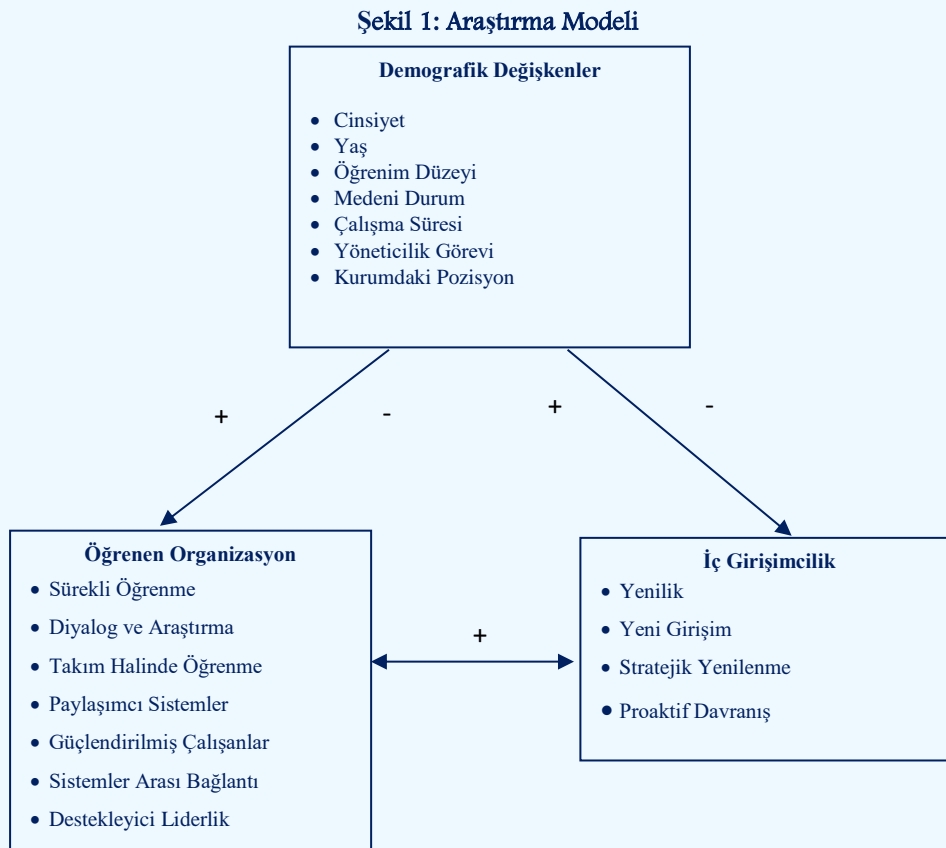 Şekil 1: Araştırma Modeli
Demografik Değişkenler
• Cinsiyet
• Yaş
• Öğrenim Düzeyi
• Medeni Durum
• Çalışma Süresi
• Yöneticilik Görevi
• Kurumdaki Pozisyon
+ - + -
Öğrenen Organizasyon
• Sürekli Öğrenme
• Diyalog ve Araştırma
• Takım Halinde Öğrenme
• Paylaşımcı Sistemler
• Güçlendirilmiş Çalışanlar
• Sistemler Arası Bağlantı
• Destekleyici Liderlik
+
İç Girişimcilik
• Yenilik
• Yeni Girişim
• Stratejik Yenilenme
• Proaktif Davranış